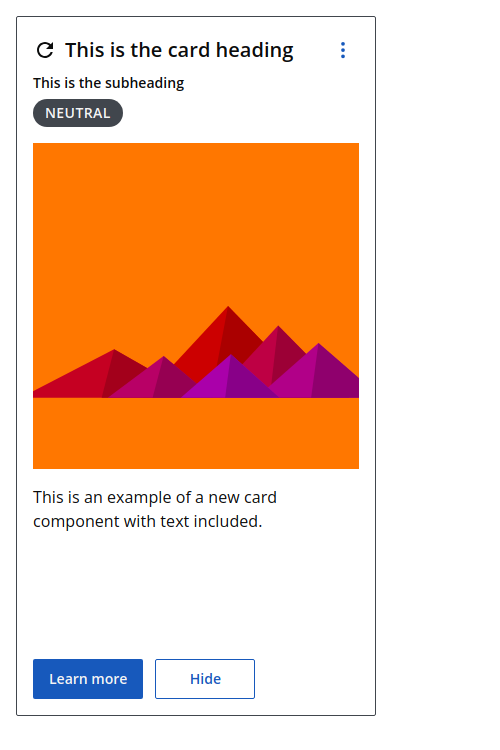 This is the card heading
This is the subheading
NEUTRAL
This is an example of a new card
component with text included.
Learn more
Hide